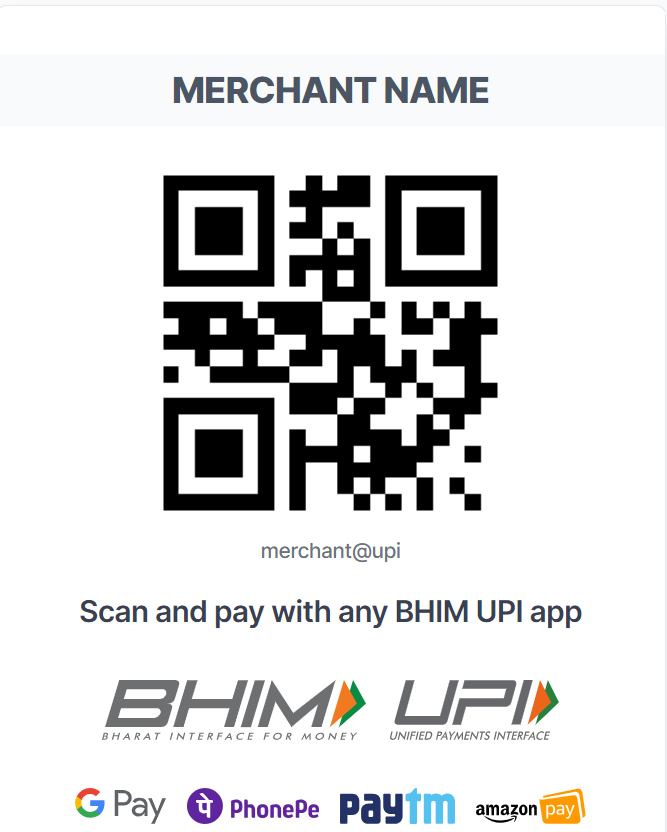 MERCHANT NAME
merchant@upi
Scan and pay with any BHIM UPI app
BHIM UPI
BHARAT INTERFACE FOR MONEY UNIFIED PAYMENTS INTERFACE
G Pay पे PhonePe paytm amazon pay